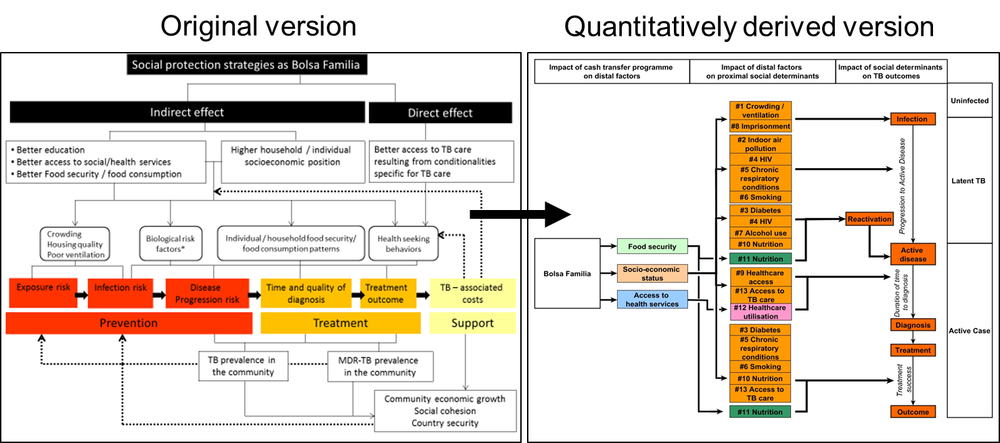 Original version
Quantitatively derived version
Social protection strategies as Bolsa Familia
Indirect effect
Direct effect
• Better education
• Better access to social/health services
• Better Food security / food consumption
Higher household / individual
socioeconomic position
Better access to TB care
resulting from conditionalities
specific for TB care
Crowding
Housing quality
Poor ventilation
Biological risk
factors*
Individual / household food security/
food consumption patterns
Health seeking
behaviors
Exposure risk
Infection risk
Disease
Progression risk
Time and quality of
diagnosis
Treatment
outcome
TB – associated
costs
Prevention
Treatment
Support
TB prevalence in
the community
MDR-TB prevalence
in the community
Community economic growth
Social cohesion
Country security
Impact of cash transfer programme
on distal factors
Impact of distal factors
on proximal social determinants
Impact of social determinants
on TB outcomes
Uninfected
Latent TB
Active Case
Bolsa Familia
Food security
Socio-economic
status
Access to
health services
#1 Crowding /
ventilation
#8 Imprisonment
#2 Indoor air
pollution
#4 HIV
#5 Chronic
respiratory
conditions
#6 Smoking
#3 Diabetes
#4 HIV
#7 Alcohol use
#10 Nutrition
#11 Nutrition
#9 Healthcare
access
#13 Access to
TB care
#12 Healthcare
utilisation
#3 Diabetes
#5 Chronic
respiratory
conditions
#6 Smoking
#10 Nutrition
#13 Access to
TB care
#11 Nutrition
Infection
Progression to Active Disease
Reactivation
Active
disease
Duration of time
to diagnosis
Diagnosis
Treatment
Treatment
success
Outcome